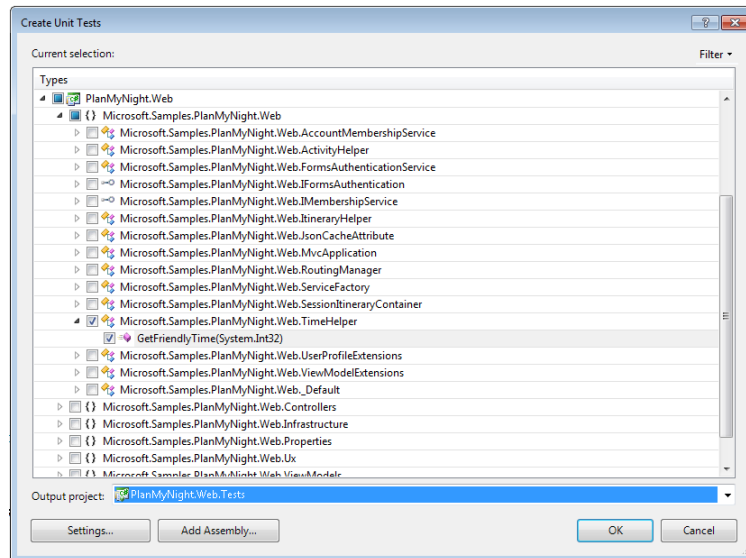 Create Unit Tests
Current selection:
Filter
Types
PlanMyNight.Web
{} Microsoft.Samples.PlanMyNight.Web
Microsoft.Samples.PlanMyNight.Web.AccountMembershipService
Microsoft.Samples.PlanMyNight.Web.ActivityHelper
Microsoft.Samples.PlanMyNight.Web.FormsAuthenticationService
Microsoft.Samples.PlanMyNight.Web.IFormsAuthentication
Microsoft.Samples.PlanMyNight.Web.IMembershipService
Microsoft.Samples.PlanMyNight.Web.ItineraryHelper
Microsoft.Samples.PlanMyNight.Web.JsonCacheAttribute
Microsoft.Samples.PlanMyNight.Web.MvcApplication
Microsoft.Samples.PlanMyNight.Web.RoutingManager
Microsoft.Samples.PlanMyNight.Web.ServiceFactory
Microsoft.Samples.PlanMyNight.Web.SessionItineraryContainer
Microsoft.Samples.PlanMyNight.Web.TimeHelper
GetFriendlyTime(System.Int32)
Microsoft.Samples.PlanMyNight.Web.UserProfileExtensions
Microsoft.Samples.PlanMyNight.Web.ViewModelExtensions
Microsoft.Samples.PlanMyNight.Web._Default
{} Microsoft.Samples.PlanMyNight.Web.Controllers
{} Microsoft.Samples.PlanMyNight.Web.Infrastructure
{} Microsoft.Samples.PlanMyNight.Web.Properties
{} Microsoft.Samples.PlanMyNight.Web.Ux
{} Microsoft.Samples.PlanMyNight.Web.ViewModels
Output project: PlanMyNight.Web.Tests
Settings... Add Assembly... OK Cancel